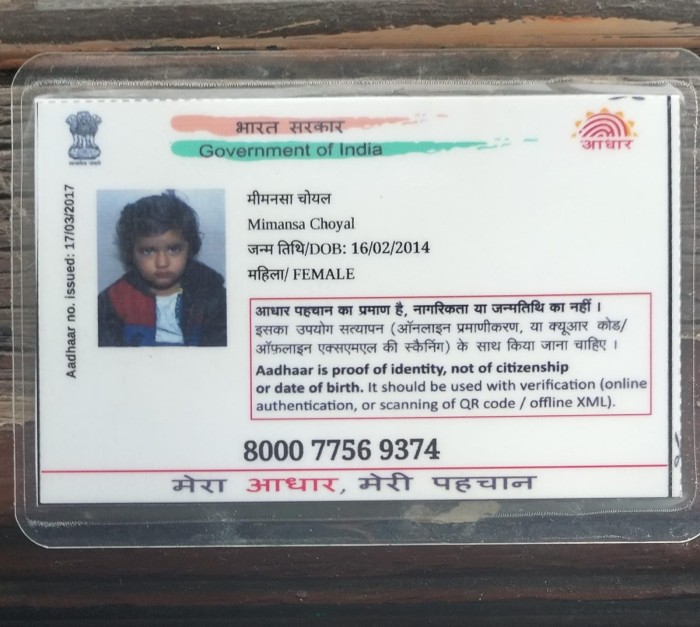 भारत सरकार
Government of India
आधार
Aadhaar no. issued: 17/03/2017
मीमनसा चोयल
Mimansa Choyal
जन्म तिथि/DOB: 16/02/2014
महिला/ FEMALE
आधार पहचान का प्रमाण है, नागरिकता या जन्मतिथि का नहीं ।
इसका उपयोग सत्यापन (ऑनलाइन प्रमाणीकरण, या क्यूआर कोड/
ऑफ़लाइन एक्सएमएल की स्कैनिंग) के साथ किया जाना चाहिए ।
Aadhaar is proof of identity, not of citizenship
or date of birth. It should be used with verification (online
authentication, or scanning of QR code / offline XML).
8000 7756 9374
मेरा आधार, मेरी पहचान